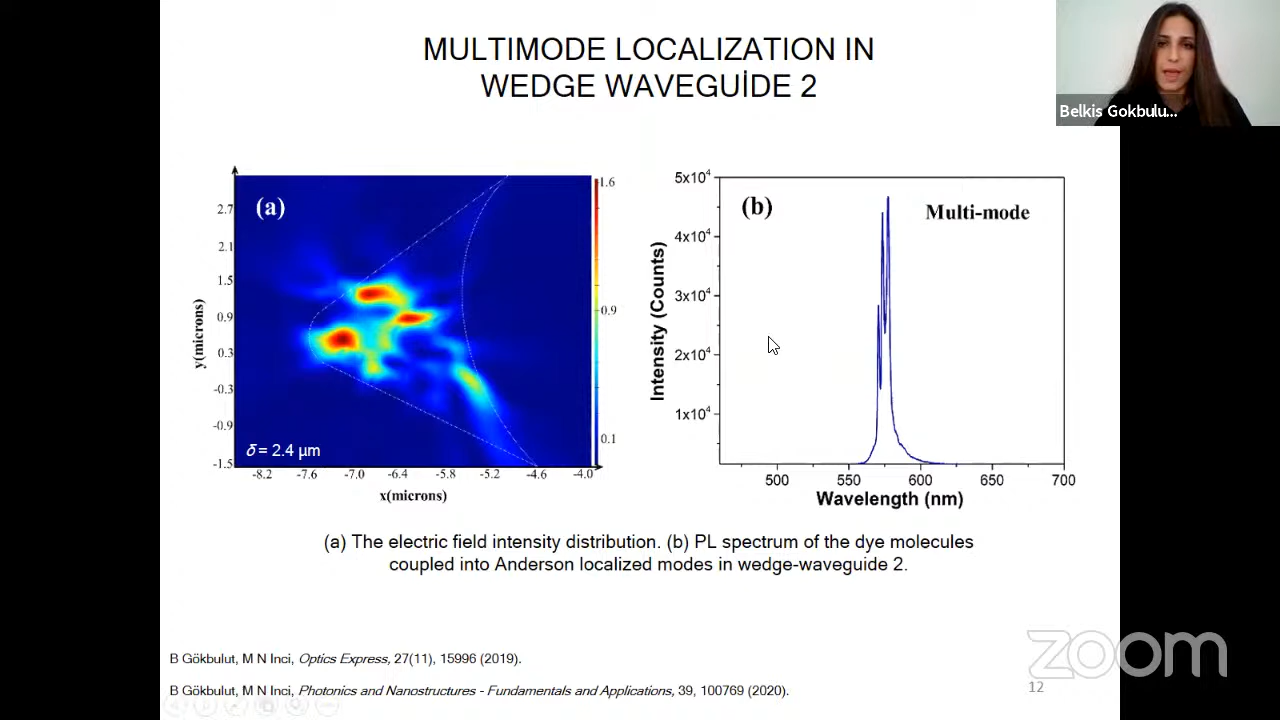 MULTIMODE LOCALIZATION IN
WEDGE WAVEGUİDE 2
Belkis Gokbulu...
(a)
2.7
2.1
1.5
0.9
0.3
-0.3
-0.9
-1.5
y(microns)
δ = 2.4 μm
-8.2 -7.6 -7.0 -6.4 -5.8 -5.2 -4.6 -4.0
x(microns)
1.6
0.9
0.1
(b)
Multi-mode
5x10⁴
4x10⁴
3x10⁴
2x10⁴
1x10⁴
Intensity (Counts)
500 550 600 650 700
Wavelength (nm)
(a) The electric field intensity distribution. (b) PL spectrum of the dye molecules
coupled into Anderson localized modes in wedge-waveguide 2.
B Gökbulut, M N Inci, Optics Express, 27(11), 15996 (2019).
B Gökbulut, M N Inci, Photonics and Nanostructures - Fundamentals and Applications, 39, 100769 (2020).
zoom
12